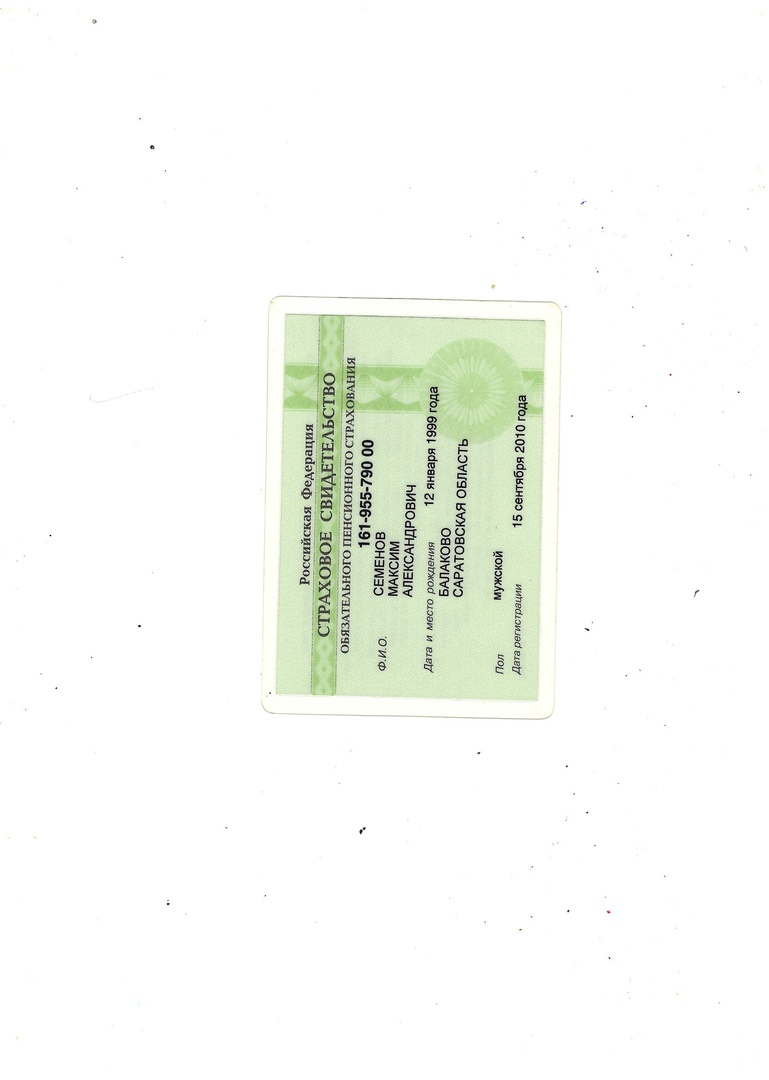 Российская Федерация
СТРАХОВОЕ СВИДЕТЕЛЬСТВО
ОБЯЗАТЕЛЬНОГО ПЕНСИОННОГО СТРАХОВАНИЯ
161-955-790 00
Ф.И.О. СЕМЕНОВ
МАКСИМ
АЛЕКСАНДРОВИЧ
Дата и место рождения 12 января 1999 года
БАЛАКОВО
САРАТОВСКАЯ ОБЛАСТЬ
Пол мужской
Дата регистрации 15 сентября 2010 года